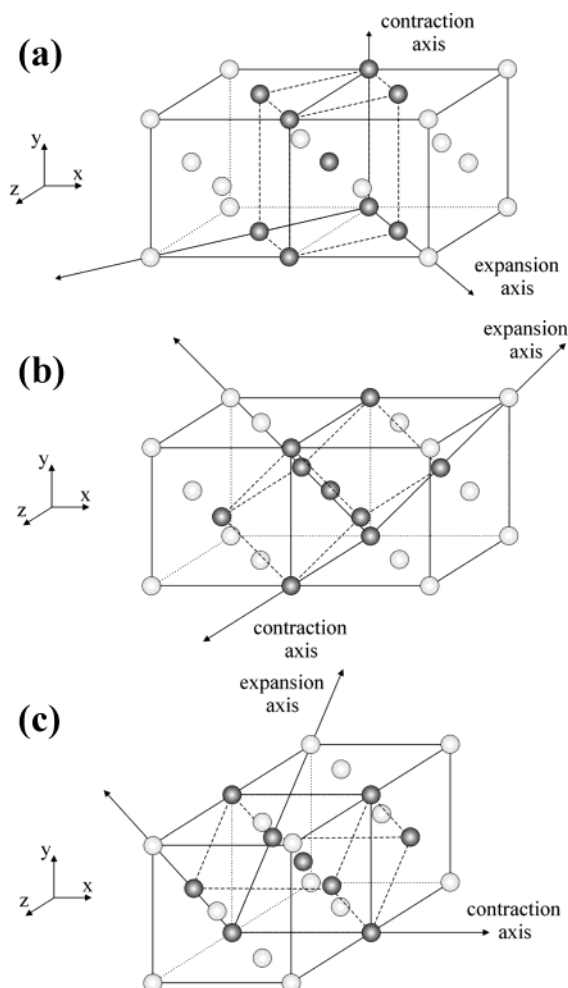 (a)
contraction
axis
y
x
z
expansion
axis
(b)
expansion
axis
y
x
z
contraction
axis
(c)
expansion
axis
y
x
z
contraction
axis